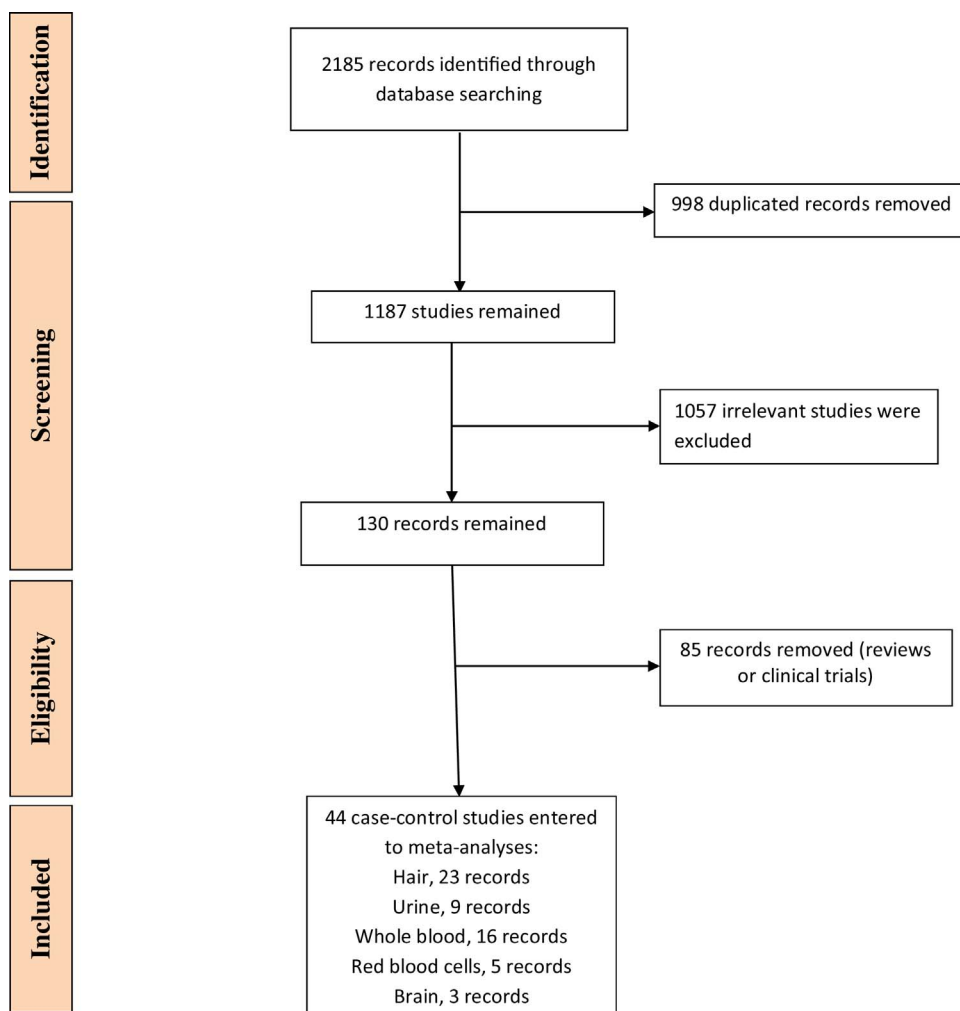 Identification
2185 records identified through
database searching
998 duplicated records removed
Screening
1187 studies remained
1057 irrelevant studies were
excluded
130 records remained
Eligibility
85 records removed (reviews
or clinical trials)
Included
44 case-control studies entered
to meta-analyses:
Hair, 23 records
Urine, 9 records
Whole blood, 16 records
Red blood cells, 5 records
Brain, 3 records